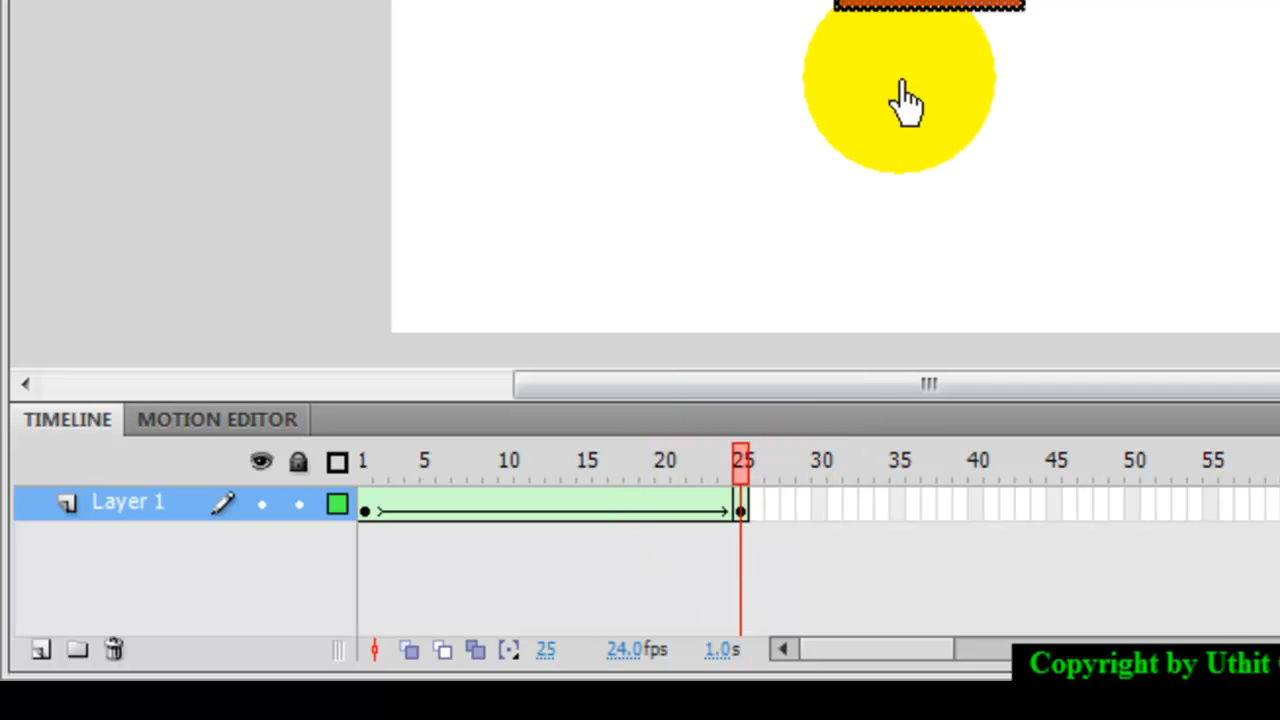 TIMELINE MOTION EDITOR
1 5 10 15 20 25 30 35 40 45 50 55
Layer 1
25 24.0fps 1.0s
Copyright by Uthit